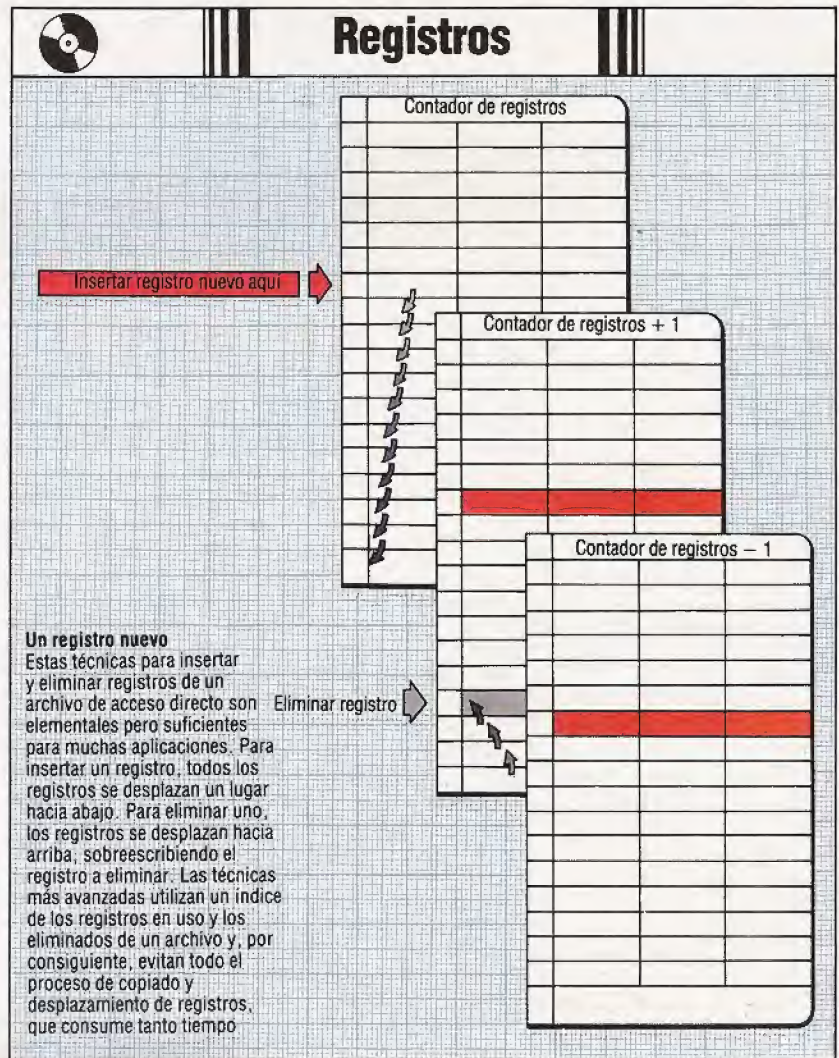 Registros
Contador de registros
Insertar registro nuevo aquí
Contador de registros + 1
Contador de registros − 1
Eliminar registro
Un registro nuevo
Estas técnicas para insertar
y eliminar registros de un
archivo de acceso directo son
elementales pero suficientes
para muchas aplicaciones. Para
insertar un registro, todos los
registros se desplazan un lugar
hacia abajo. Para eliminar uno,
los registros se desplazan hacia
arriba, sobreescribiendo el
registro a eliminar. Las técnicas
más avanzadas utilizan un índice
de los registros en uso y los
eliminados de un archivo y, por
consiguiente, evitan todo el
proceso de copiado y
desplazamiento de registros,
que consume tanto tiempo